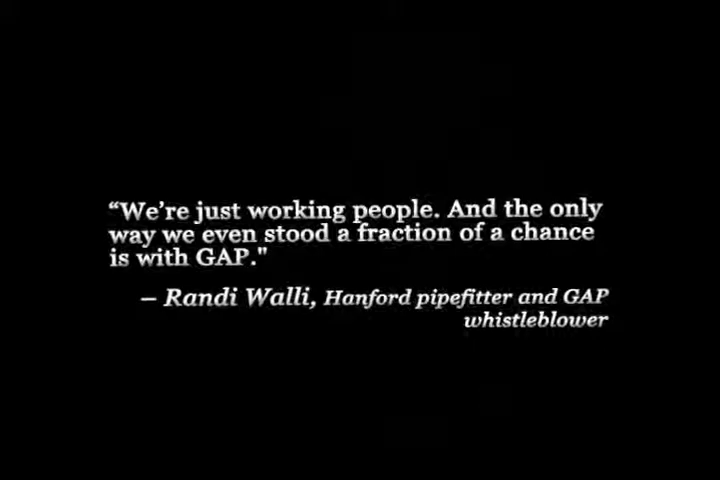 “We’re just working people. And the only
way we even stood a fraction of a chance
is with GAP."
– Randi Walli, Hanford pipefitter and GAP
whistleblower